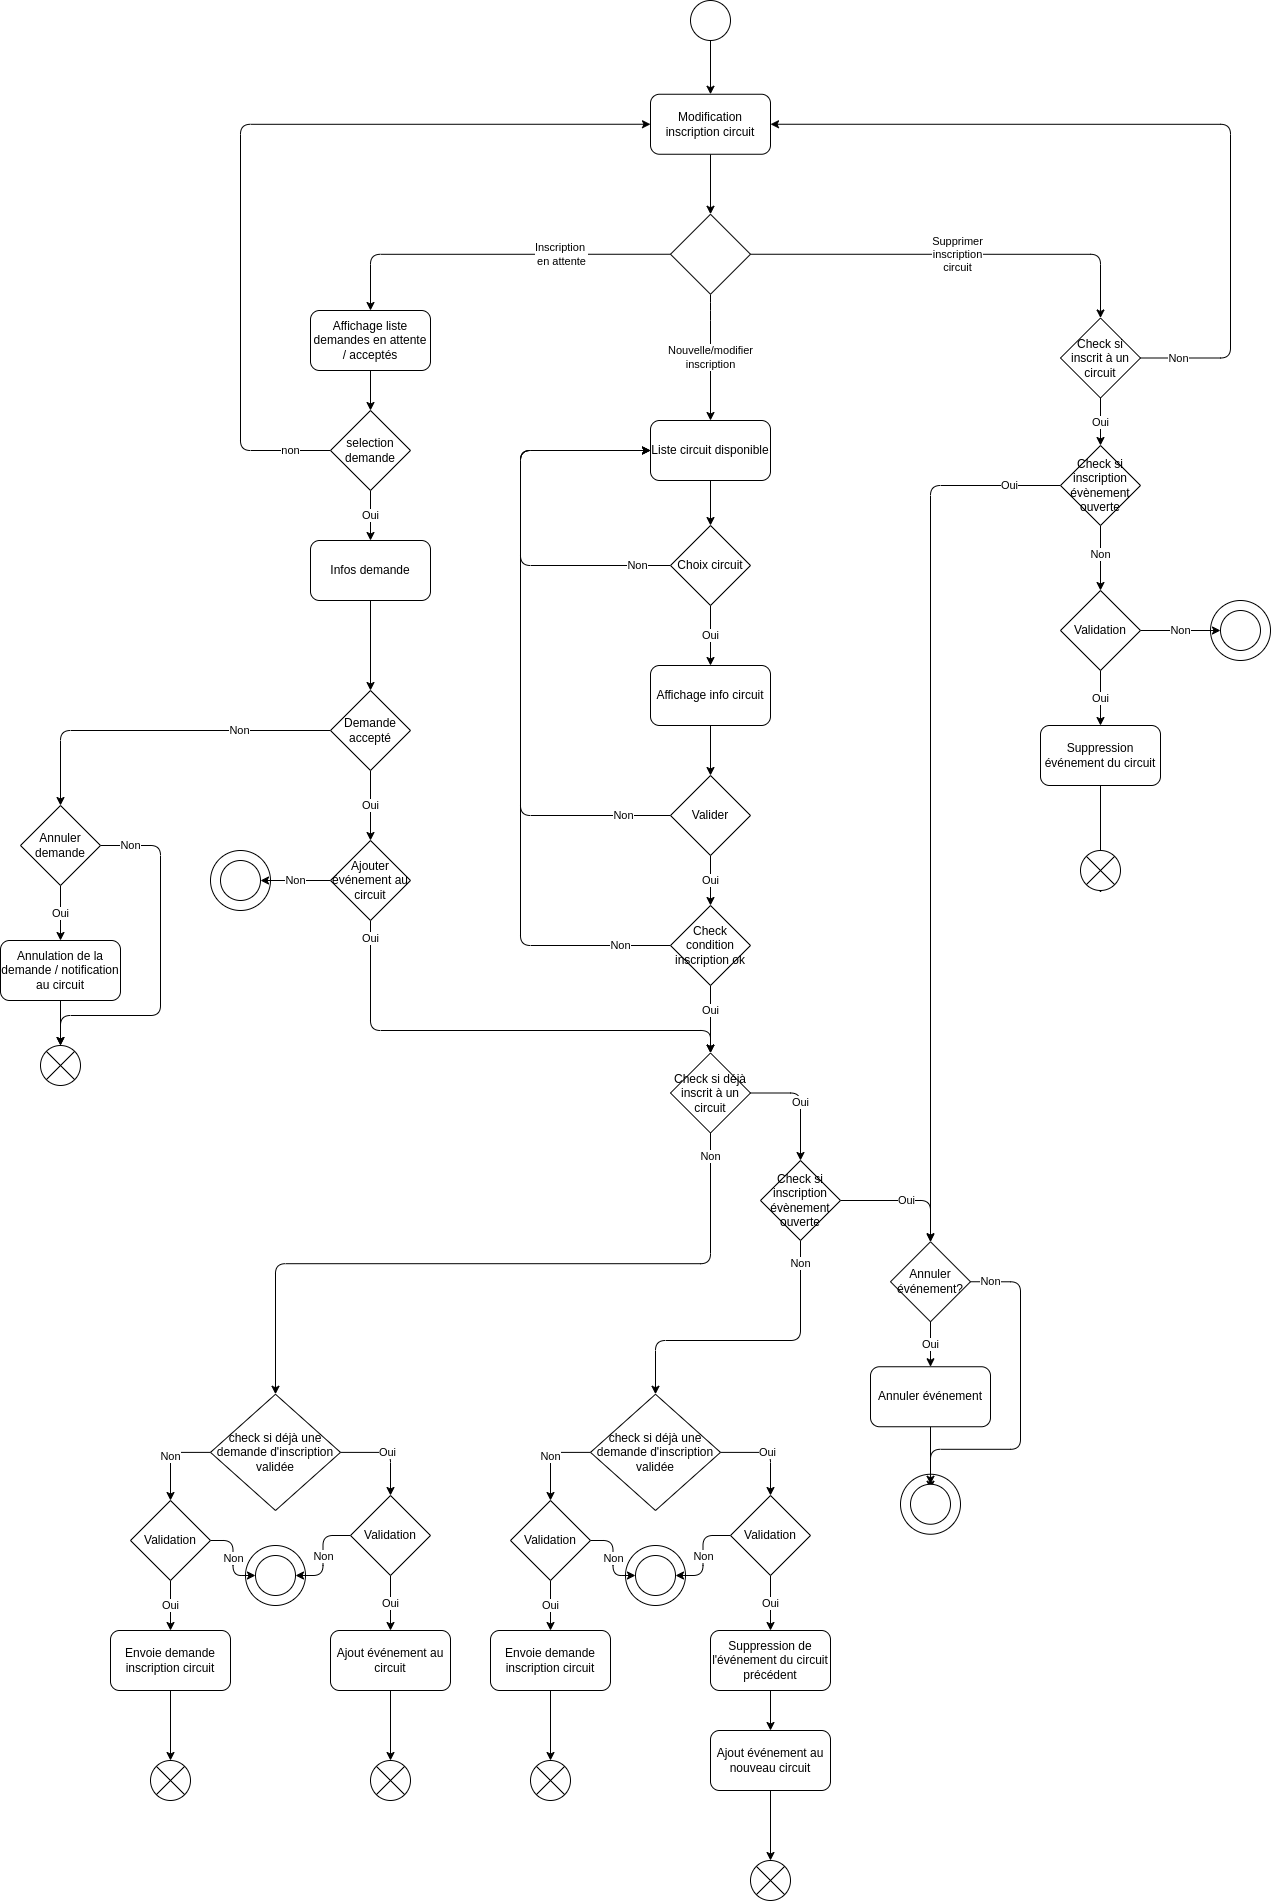 Modification
inscription circuit
Inscription
en attente
Supprimer
inscription
circuit
Affichage liste
demandes en attente
/ acceptés
Nouvelle/modifier
inscription
Check si
inscrit à un
circuit
Non
Oui
selection
demande
non
Oui
Liste circuit disponible
Check si
inscription
évènement
ouverte
Oui
Non
Infos demande
Choix circuit
Non
Oui
Validation
Non
Oui
Affichage info circuit
Demande
accepté
Non
Oui
Suppression
événement du circuit
Valider
Non
Oui
Annuler
demande
Non
Oui
Ajouter
événement au
circuit
Non
Oui
Check
condition
inscription ok
Non
Oui
Annulation de la
demande / notification
au circuit
Check si déjà
inscrit à un
circuit
Oui
Non
Check si
inscription
évènement
ouverte
Oui
Non
Annuler
événement?
Non
Oui
Annuler événement
check si déjà une
demande d'inscription
validée
Non
Oui
check si déjà une
demande d'inscription
validée
Non
Oui
Validation
Non
Oui
Validation
Non
Oui
Validation
Non
Oui
Validation
Non
Oui
Envoie demande
inscription circuit
Ajout événement au
circuit
Envoie demande
inscription circuit
Suppression de
l'événement du circuit
précédent
Ajout événement au
nouveau circuit